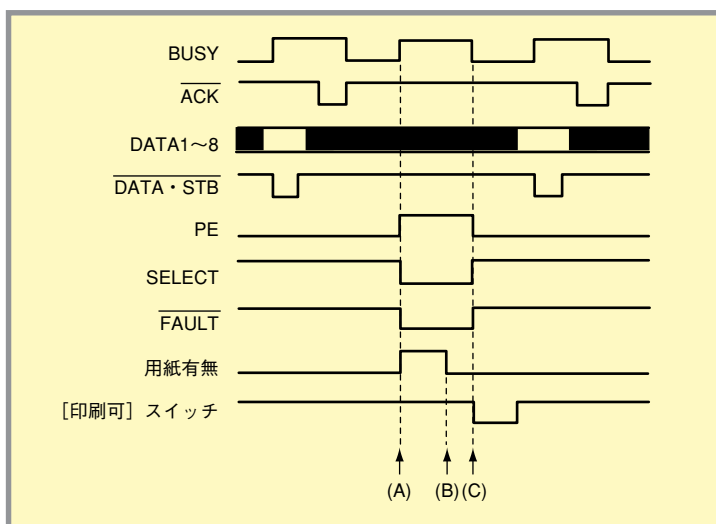 BUSY
ACK
DATA1～8
DATA・STB
PE
SELECT
FAULT
用紙有無
［印刷可］スイッチ
(A) (B) (C)